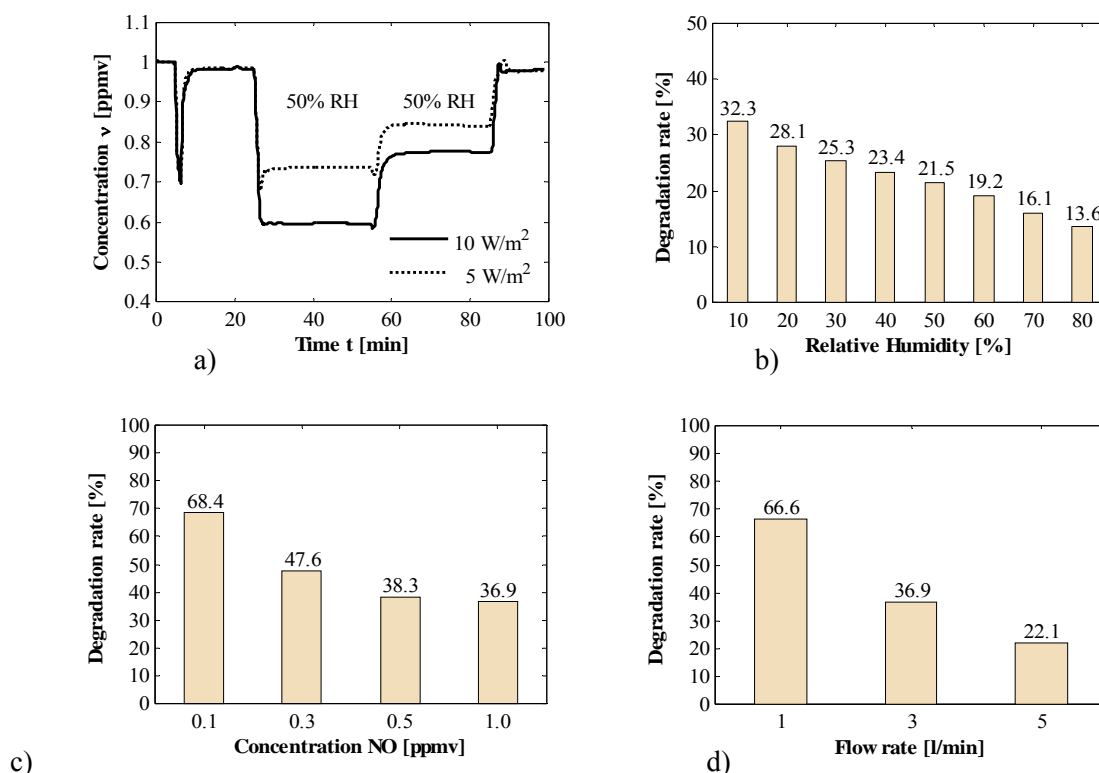 1.1
1
0.9
0.8
0.7
0.6
0.5
0.4
Concentration ν [ppmv]
50% RH 50% RH
10 W/m²
5 W/m²
0 20 40 60 80 100
Time t [min]
a)
50
40
30
20
10
0
Degradation rate [%]
32.3
28.1
25.3
23.4
21.5
19.2
16.1
13.6
10 20 30 40 50 60 70 80
Relative Humidity [%]
b)
100
90
80
70
60
50
40
30
20
10
0
Degradation rate [%]
68.4
47.6
38.3
36.9
0.1 0.3 0.5 1.0
Concentration NO [ppmv]
c)
100
90
80
70
60
50
40
30
20
10
0
Degradation rate [%]
66.6
36.9
22.1
1 3 5
Flow rate [l/min]
d)